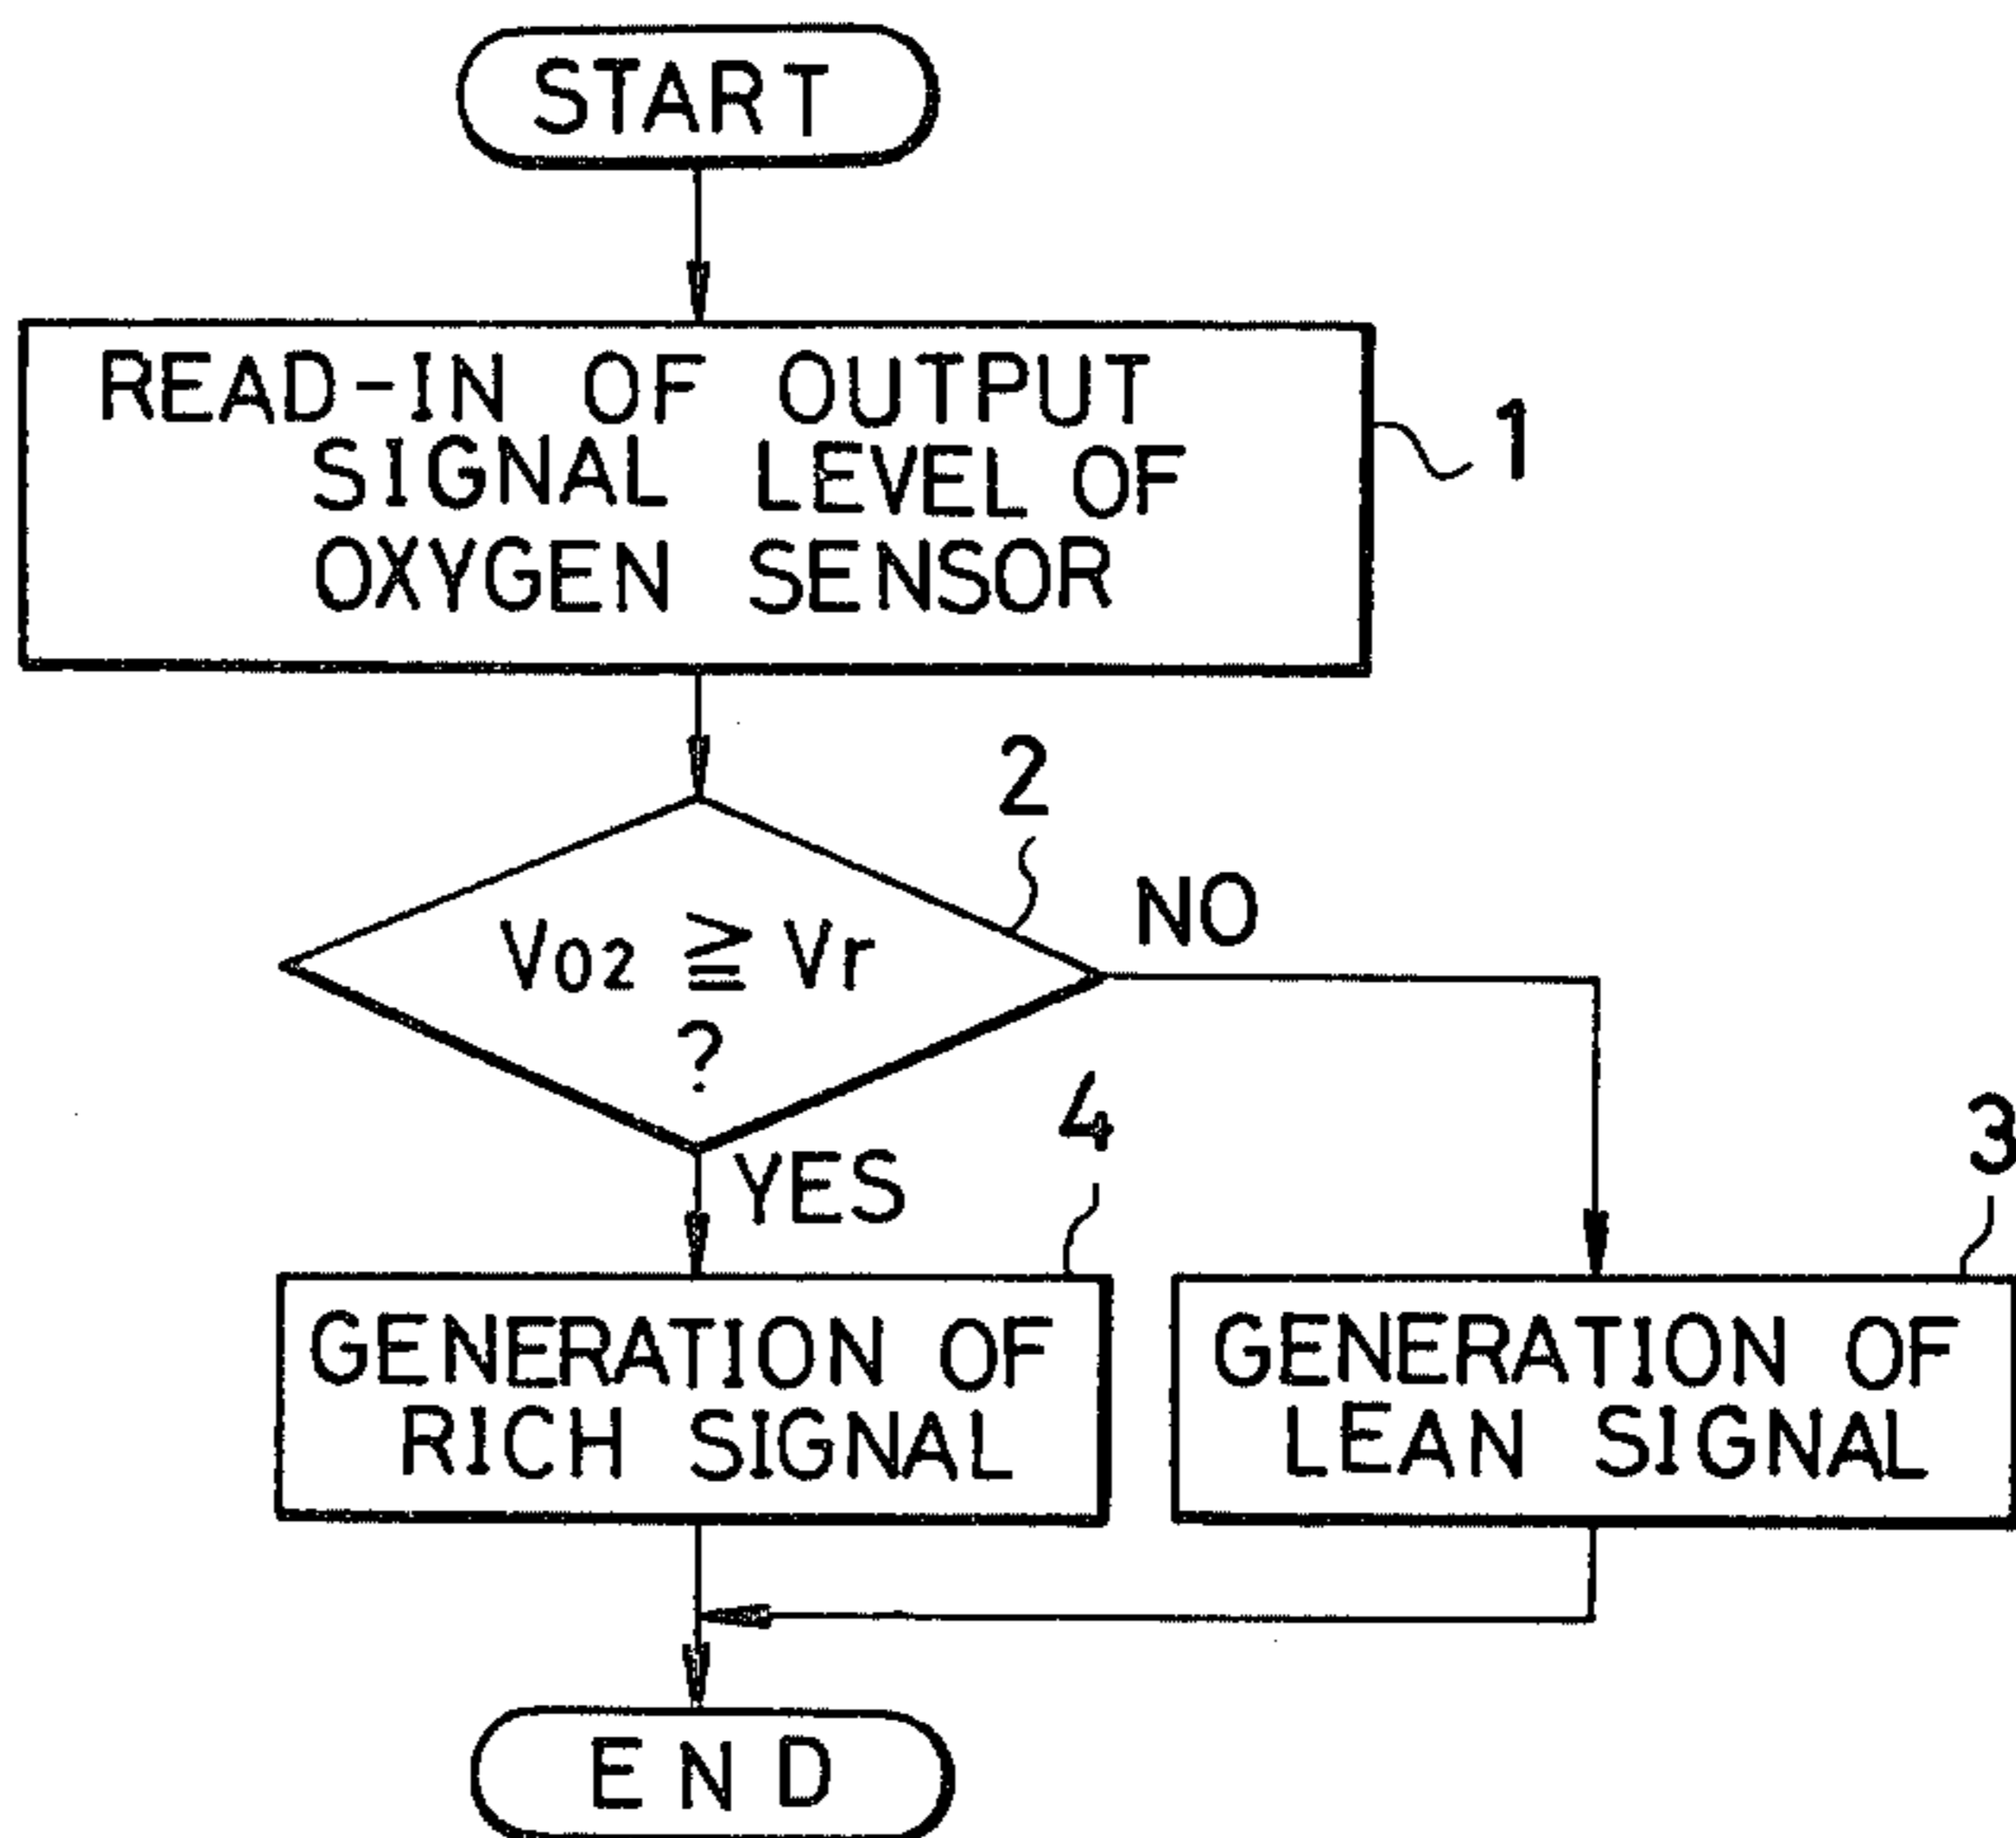 START
READ-IN OF OUTPUT
SIGNAL LEVEL OF
OXYGEN SENSOR
1
2
VO2 ≧ Vr
?
NO
YES
4
3
GENERATION OF
RICH SIGNAL
GENERATION OF
LEAN SIGNAL
END